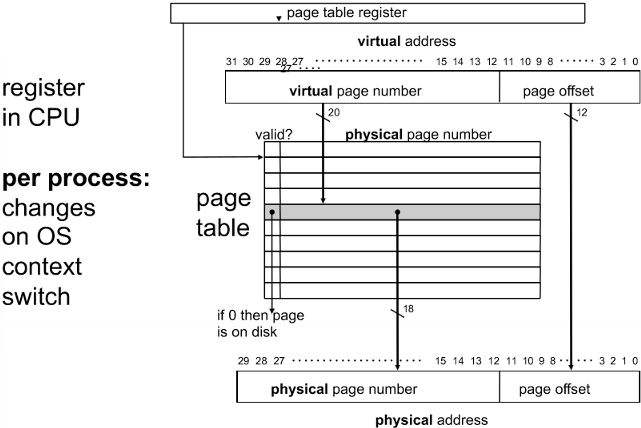 page table register
virtual address
31 30 29 28 27 15 14 13 12 11 10 9 8 3 2 1 0
27
virtual page number page offset
20 12
register
in CPU
per process:
changes
on OS
context
switch
valid? physical page number
page
table
18
if 0 then page
is on disk
29 28 27 15 14 13 12 11 10 9 8 3 2 1 0
physical page number page offset
physical address